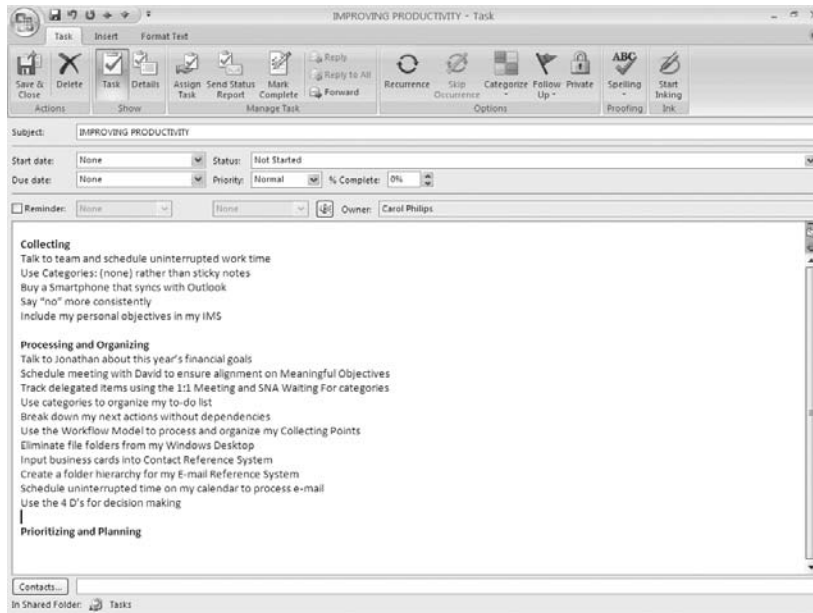 IMPROVING PRODUCTIVITY - Task
Task Insert Format Text
Save & Close
Delete
Actions
Task
Details
Show
Assign Task
Send Status Report
Mark Complete
Reply
Reply to All
Forward
Manage Task
Recurrence
Skip Occurrence
Categorize
Follow Up
Private
Options
ABC
Spelling
Proofing
Start Inking
Ink
Subject: IMPROVING PRODUCTIVITY
Start date: None Status: Not Started
Due date: None Priority: Normal % Complete: 0%
Reminder: None None Owner: Carol Philips
Collecting
Talk to team and schedule uninterrupted work time
Use Categories: (none) rather than sticky notes
Buy a Smartphone that syncs with Outlook
Say "no" more consistently
Include my personal objectives in my IMS
Processing and Organizing
Talk to Jonathan about this year's financial goals
Schedule meeting with David to ensure alignment on Meaningful Objectives
Track delegated items using the 1:1 Meeting and SNA Waiting For categories
Use categories to organize my to-do list
Break down my next actions without dependencies
Use the Workflow Model to process and organize my Collecting Points
Eliminate file folders from my Windows Desktop
Input business cards into Contact Reference System
Create a folder hierarchy for my E-mail Reference System
Schedule uninterrupted time on my calendar to process e-mail
Use the 4 D's for decision making
Prioritizing and Planning
Contacts...
In Shared Folder: Tasks